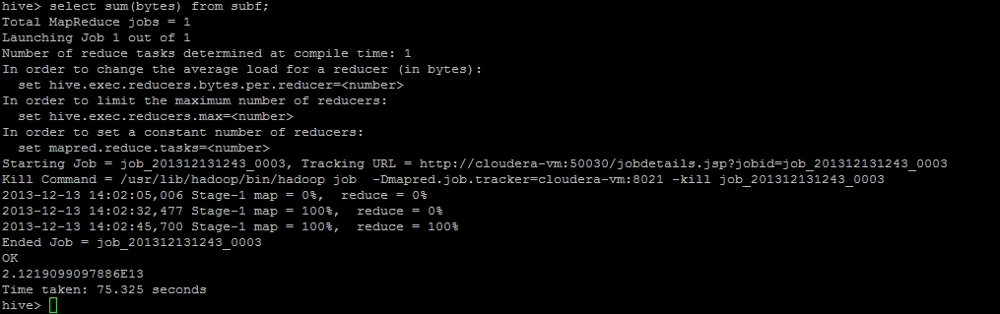 hive> select sum(bytes) from subf;
Total MapReduce jobs = 1
Launching Job 1 out of 1
Number of reduce tasks determined at compile time: 1
In order to change the average load for a reducer (in bytes):
  set hive.exec.reducers.bytes.per.reducer=<number>
In order to limit the maximum number of reducers:
  set hive.exec.reducers.max=<number>
In order to set a constant number of reducers:
  set mapred.reduce.tasks=<number>
Starting Job = job_201312131243_0003, Tracking URL = http://cloudera-vm:50030/jobdetails.jsp?jobid=job_201312131243_0003
Kill Command = /usr/lib/hadoop/bin/hadoop job  -Dmapred.job.tracker=cloudera-vm:8021 -kill job_201312131243_0003
2013-12-13 14:02:05,006 Stage-1 map = 0%,  reduce = 0%
2013-12-13 14:02:32,477 Stage-1 map = 100%,  reduce = 0%
2013-12-13 14:02:45,700 Stage-1 map = 100%,  reduce = 100%
Ended Job = job_201312131243_0003
OK
2.1219099097886E13
Time taken: 75.325 seconds
hive>